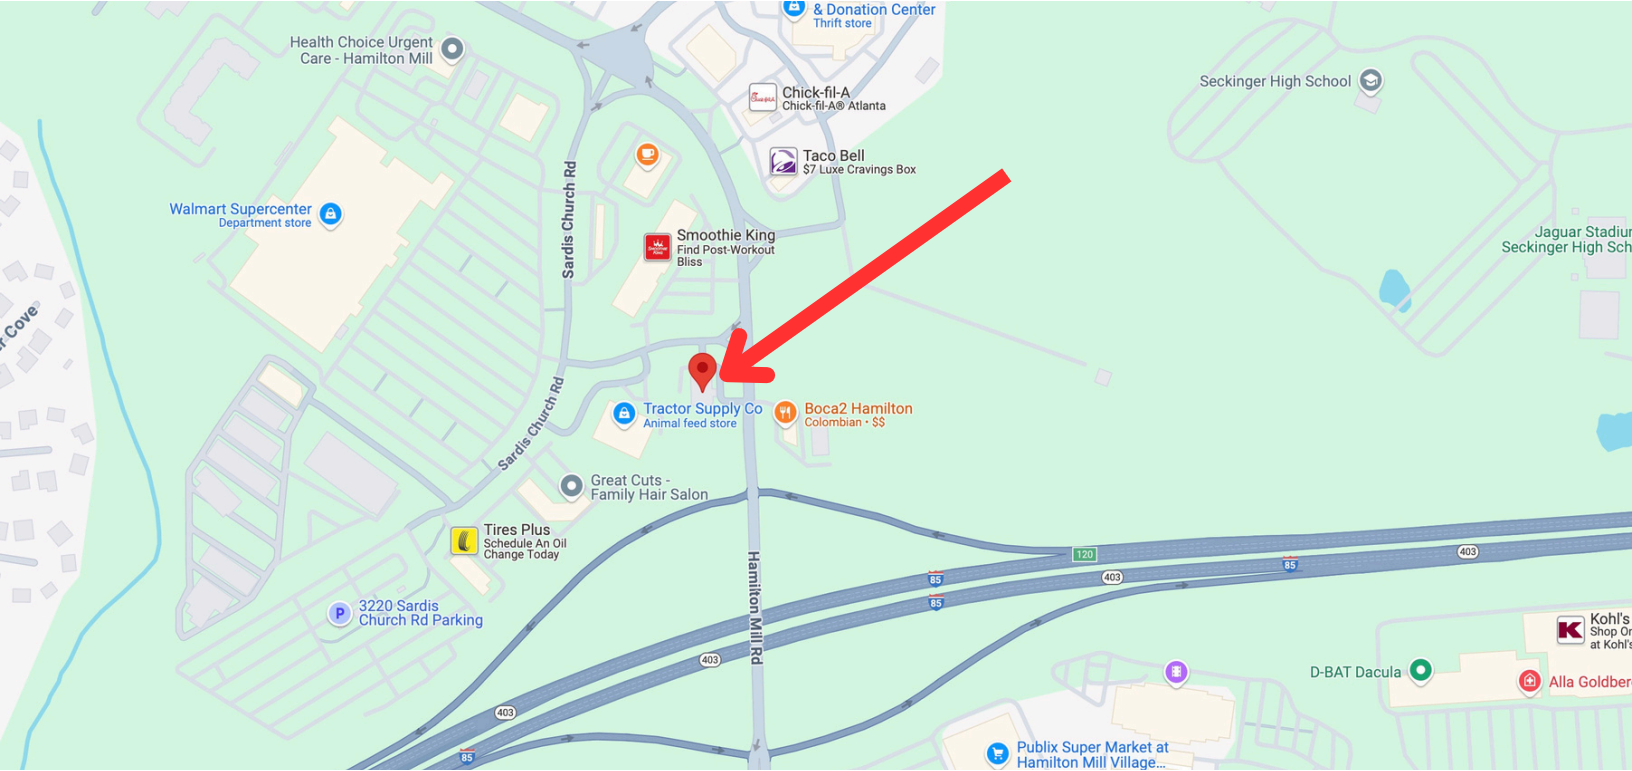 & Donation Center
Thrift store
Health Choice Urgent
Care - Hamilton Mill
Chick-fil-A
Chick-fil-A® Atlanta
Seckinger High School
Taco Bell
$7 Luxe Cravings Box
Sardis Church Rd
Walmart Supercenter
Department store
Smoothie King
Find Post-Workout
Bliss
Jaguar Stadiu
Seckinger High Sch
Cove
Tractor Supply Co
Animal feed store
Boca2 Hamilton
Colombian • $$
Sardis Church Rd
Great Cuts -
Family Hair Salon
Tires Plus
Schedule An Oil
Change Today
120
403
85
85
403
85
Hamilton Mill Rd
P
3220 Sardis
Church Rd Parking
403
K
Kohl's
Shop Or
at Kohl's
D-BAT Dacula
Alla Goldber
403
85
Publix Super Market at
Hamilton Mill Village...